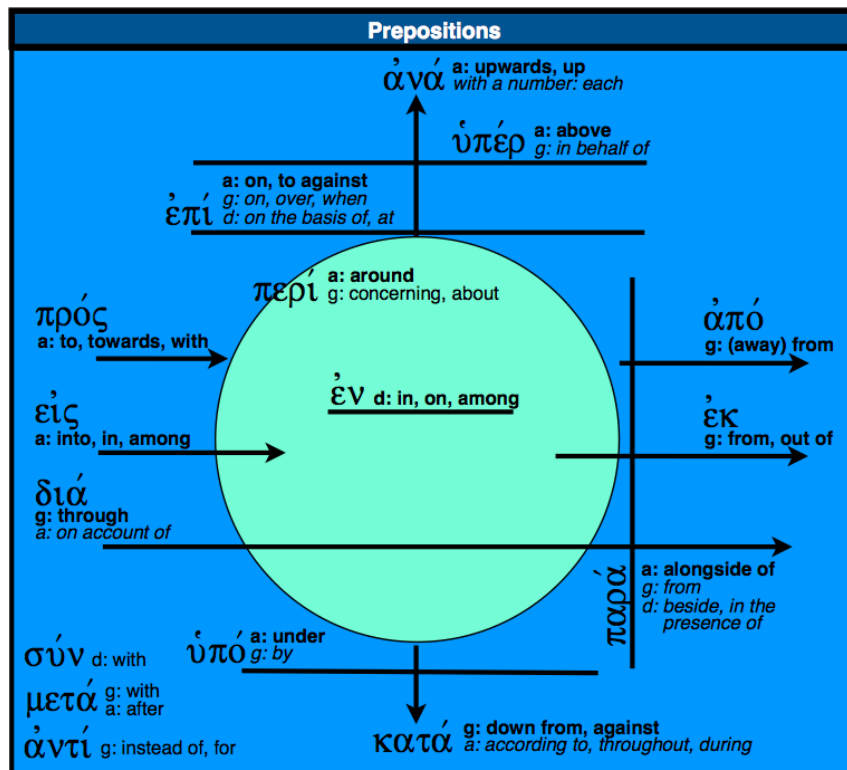 Prepositions
ἀνά a: upwards, up
with a number: each
ὑπέρ a: above
g: in behalf of
ἐπί a: on, to against
g: on, over, when
d: on the basis of, at
περί a: around
g: concerning, about
πρός
a: to, towards, with
ἀπό
g: (away) from
ἐν d: in, on, among
εἰς
a: into, in, among
ἐκ
g: from, out of
διά
g: through
a: on account of
παρά a: alongside of
g: from
d: beside, in the
presence of
ὑπό a: under
g: by
σύν d: with
μετά g: with
a: after
ἀντί g: instead of, for
κατά g: down from, against
a: according to, throughout, during